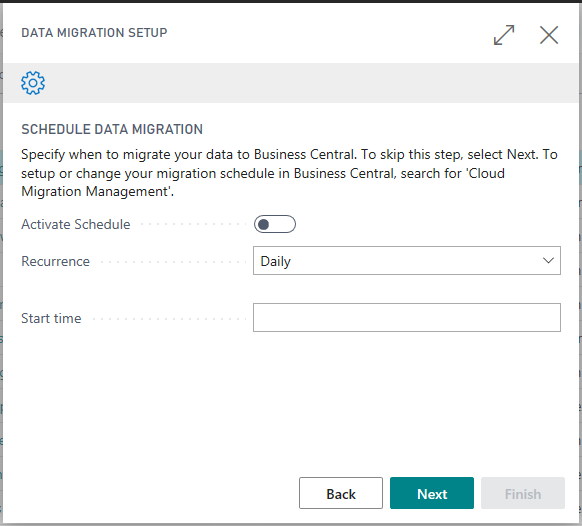 DATA MIGRATION SETUP
SCHEDULE DATA MIGRATION
Specify when to migrate your data to Business Central. To skip this step, select Next. To
setup or change your migration schedule in Business Central, search for 'Cloud
Migration Management'.
Activate Schedule
Recurrence
Daily
Start time
Back
Next
Finish